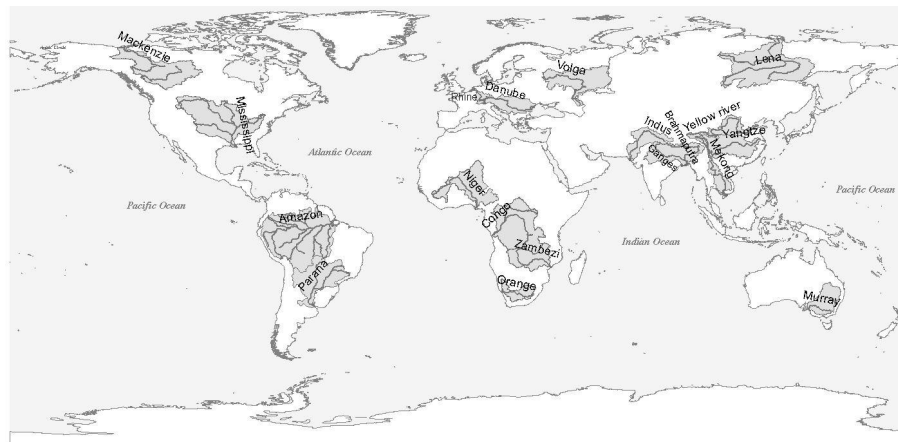 Mackenzie
Mississippi
Atlantic Ocean
Pacific Ocean
Amazon
Parana
Rhine
Danube
Volga
Lena
Niger
Congo
Zambezi
Orange
Indus
Brahmaputra
Ganges
Yellow river
Yangtze
Mekong
Indian Ocean
Pacific Ocean
Murray